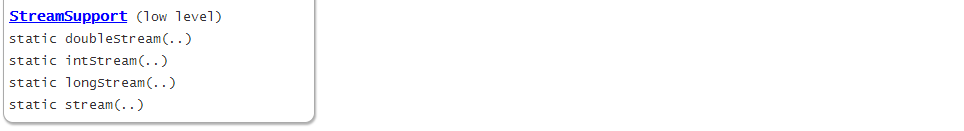 StreamSupport (low level)
static doubleStream(..)
static intStream(..)
static longStream(..)
static stream(..)